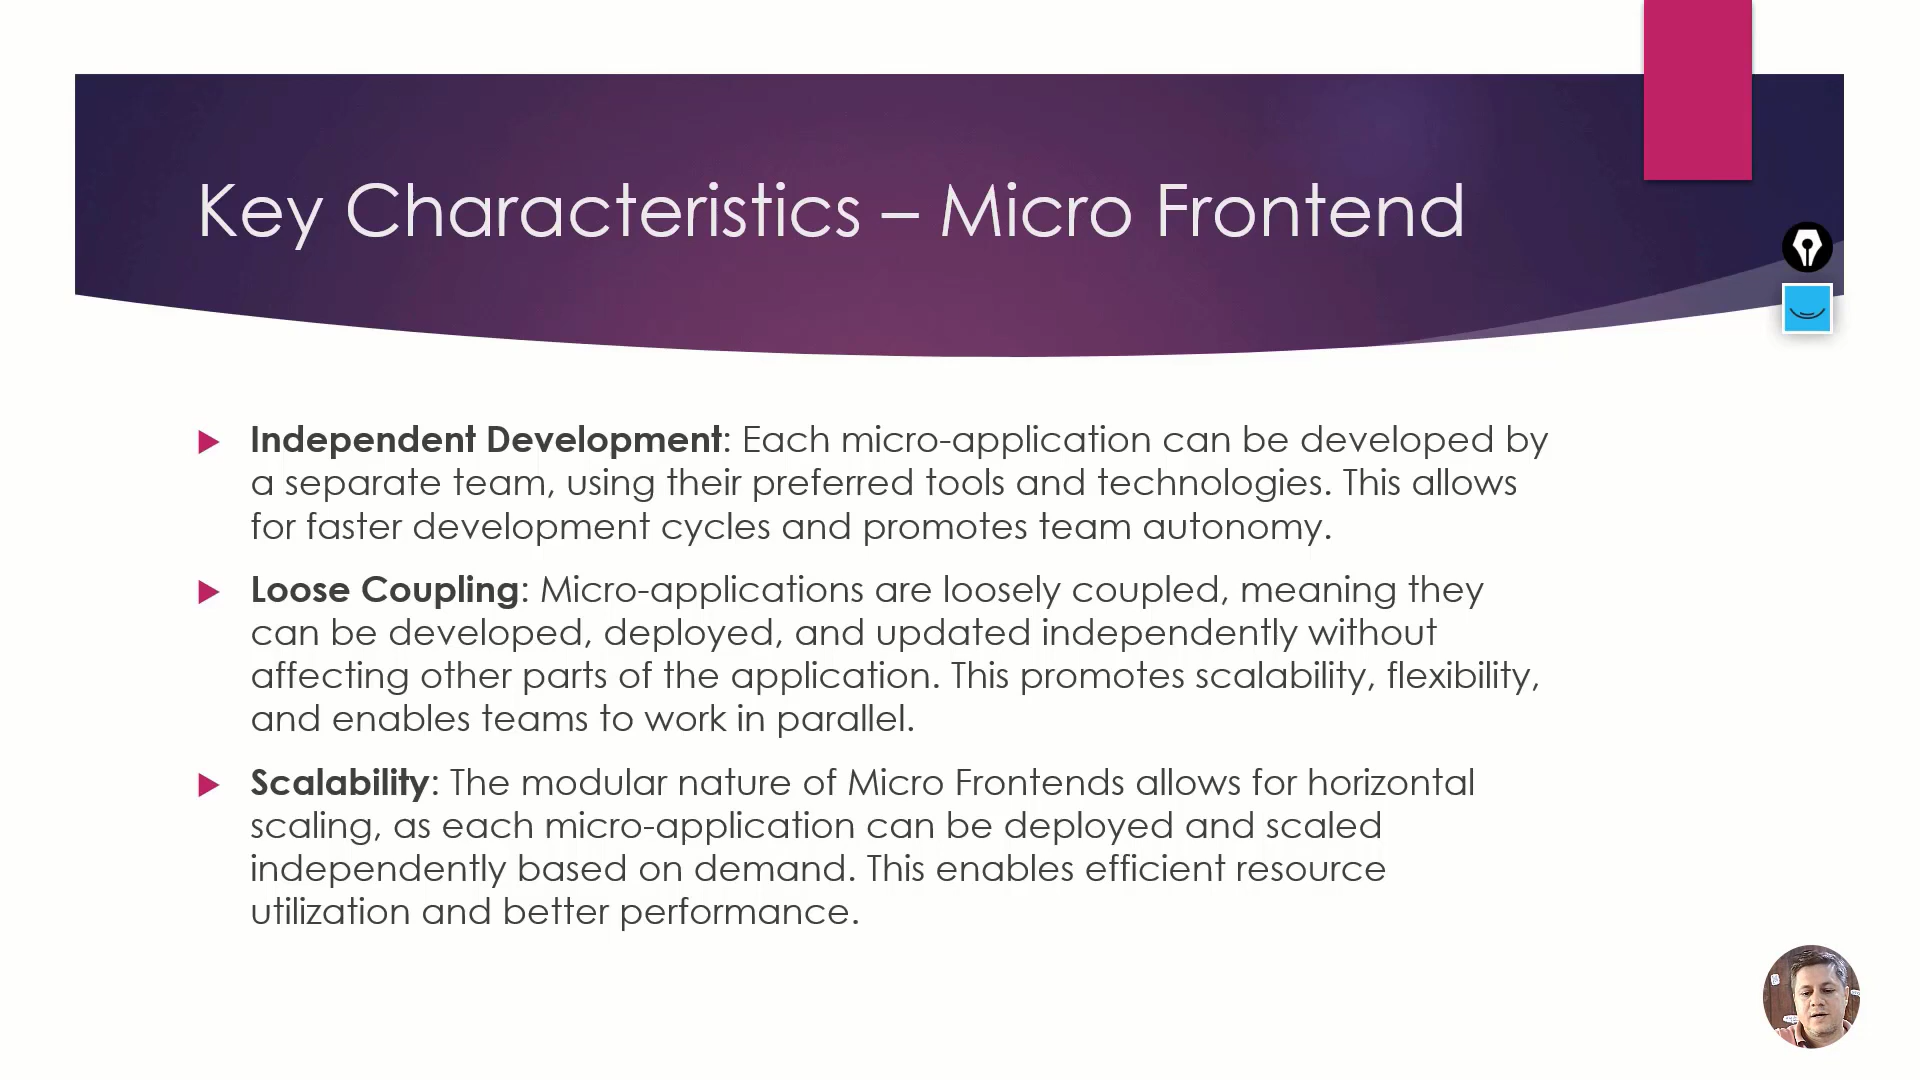 Key Characteristics – Micro Frontend
Independent Development: Each micro-application can be developed by
a separate team, using their preferred tools and technologies. This allows
for faster development cycles and promotes team autonomy.
Loose Coupling: Micro-applications are loosely coupled, meaning they
can be developed, deployed, and updated independently without
affecting other parts of the application. This promotes scalability, flexibility,
and enables teams to work in parallel.
Scalability: The modular nature of Micro Frontends allows for horizontal
scaling, as each micro-application can be deployed and scaled
independently based on demand. This enables efficient resource
utilization and better performance.